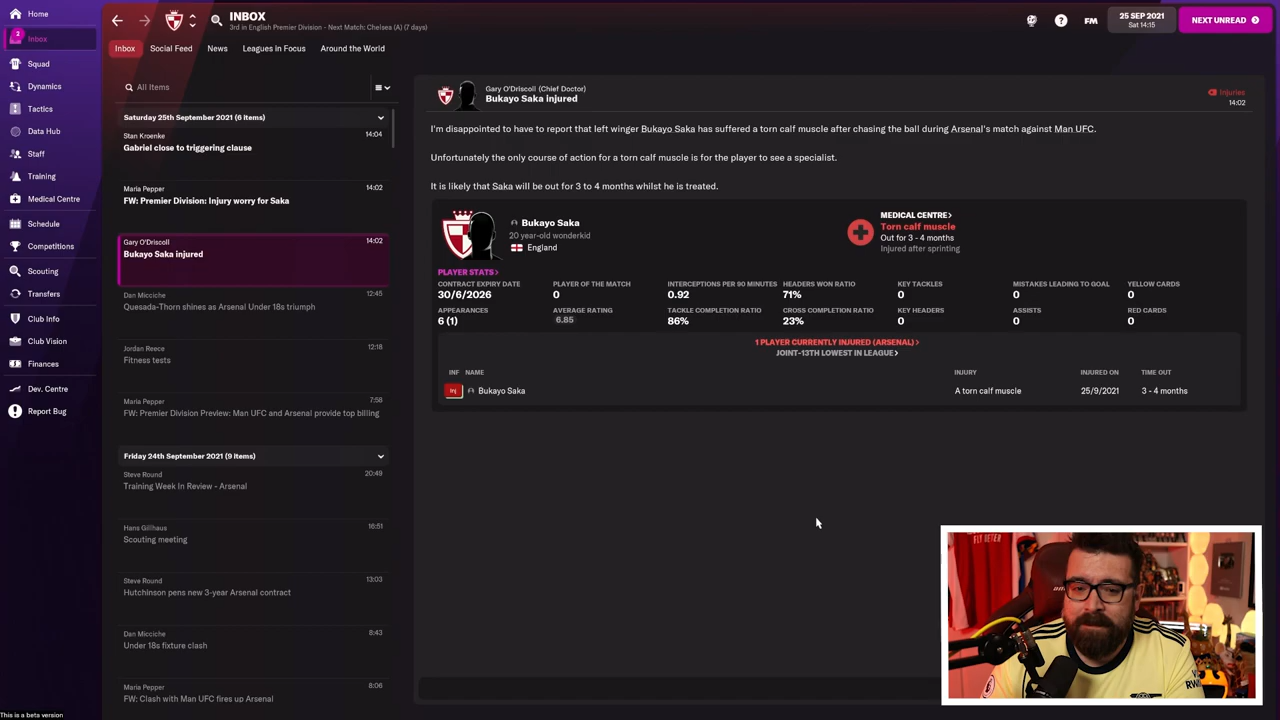 Home
2
Inbox
Squad
Dynamics
Tactics
Data Hub
Staff
Training
Medical Centre
Schedule
Competitions
Scouting
Transfers
Club Info
Club Vision
Finances
Dev. Centre
Report Bug
This is a beta version
INBOX
3rd in English Premier Division - Next Match: Chelsea (A) (7 days)
FM
25 SEP 2021
Sat 14:15
NEXT UNREAD
Inbox
Social Feed
News
Leagues in Focus
Around the World
All Items
Saturday 25th September 2021 (6 items)
Stan Kroenke 14:04
Gabriel close to triggering clause
Maria Pepper 14:02
FW: Premier Division: Injury worry for Saka
Gary O'Driscoll 14:02
Bukayo Saka injured
Dan Micciche 12:45
Quesada-Thorn shines as Arsenal Under 18s triumph
Jordan Reece 12:18
Fitness tests
Maria Pepper 7:58
FW: Premier Division Preview: Man UFC and Arsenal provide top billing
Friday 24th September 2021 (9 items)
Steve Round 20:49
Training Week In Review - Arsenal
Hans Gillhaus 16:51
Scouting meeting
Steve Round 13:03
Hutchinson pens new 3-year Arsenal contract
Dan Micciche 8:43
Under 18s fixture clash
Maria Pepper 8:06
FW: Clash with Man UFC fires up Arsenal
Gary O'Driscoll (Chief Doctor)
Bukayo Saka injured
Injuries
14:02
I'm disappointed to have to report that left winger Bukayo Saka has suffered a torn calf muscle after chasing the ball during Arsenal's match against Man UFC.
Unfortunately the only course of action for a torn calf muscle is for the player to see a specialist.
It is likely that Saka will be out for 3 to 4 months whilst he is treated.
Bukayo Saka
20 year-old wonderkid
England
MEDICAL CENTRE>
Torn calf muscle
Out for 3 - 4 months
Injured after sprinting
PLAYER STATS>
CONTRACT EXPIRY DATE PLAYER OF THE MATCH INTERCEPTIONS PER 90 MINUTES HEADERS WON RATIO KEY TACKLES MISTAKES LEADING TO GOAL YELLOW CARDS
30/6/2026 0 0.92 71% 0 0 0
APPEARANCES AVERAGE RATING TACKLE COMPLETION RATIO CROSS COMPLETION RATIO KEY HEADERS ASSISTS RED CARDS
6 (1) 6.85 86% 23% 0 0 0
1 PLAYER CURRENTLY INJURED (ARSENAL)>
JOINT-13TH LOWEST IN LEAGUE>
INF NAME INJURY INJURED ON TIME OUT
Inj Bukayo Saka A torn calf muscle 25/9/2021 3 - 4 months